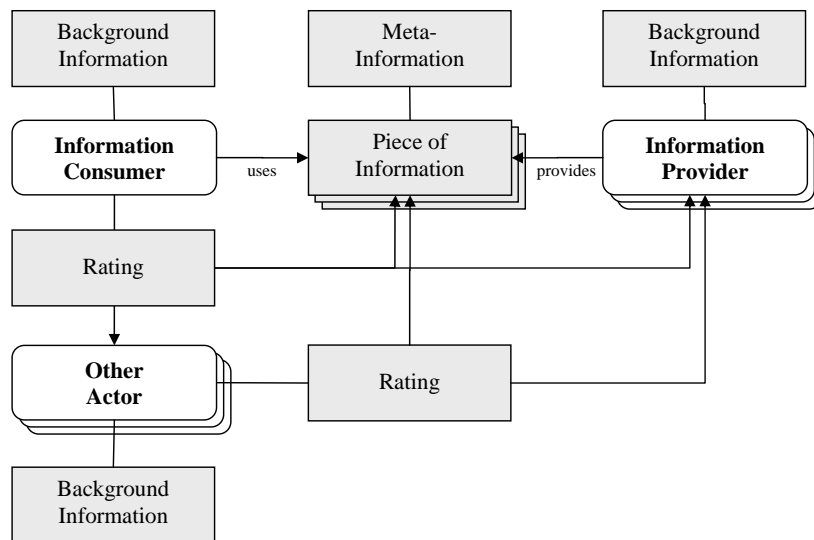 Background
Information
Meta-
Information
Background
Information
Information
Consumer
uses
Piece of
Information
provides
Information
Provider
Rating
Other
Actor
Rating
Background
Information